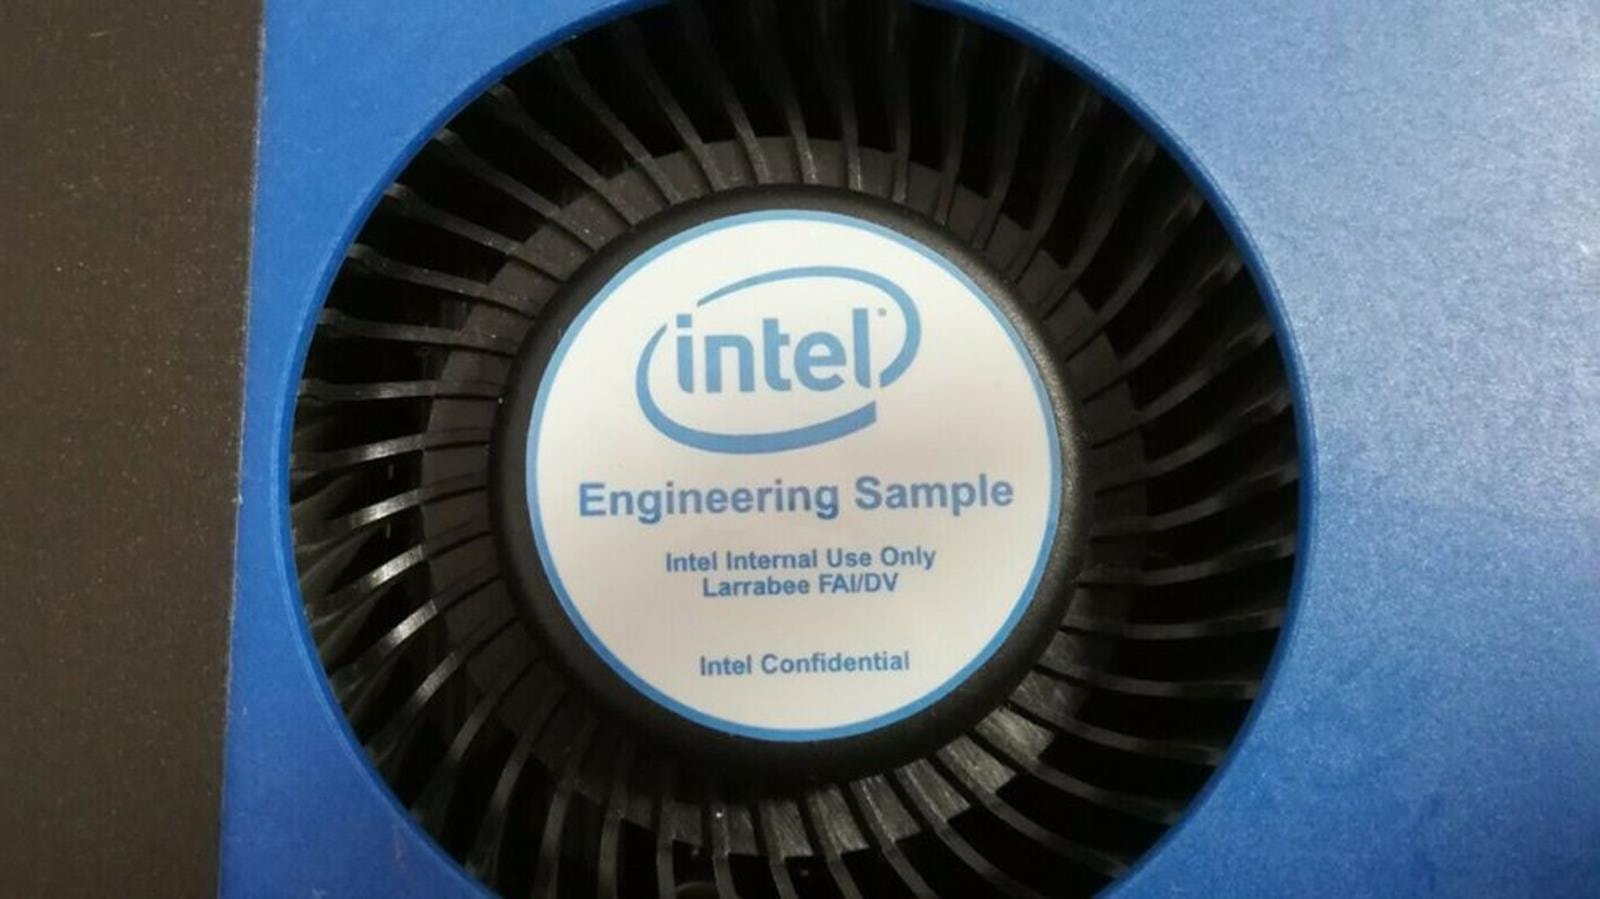 intel
Engineering Sample
Intel Internal Use Only
Larrabee FAI/DV
Intel Confidential